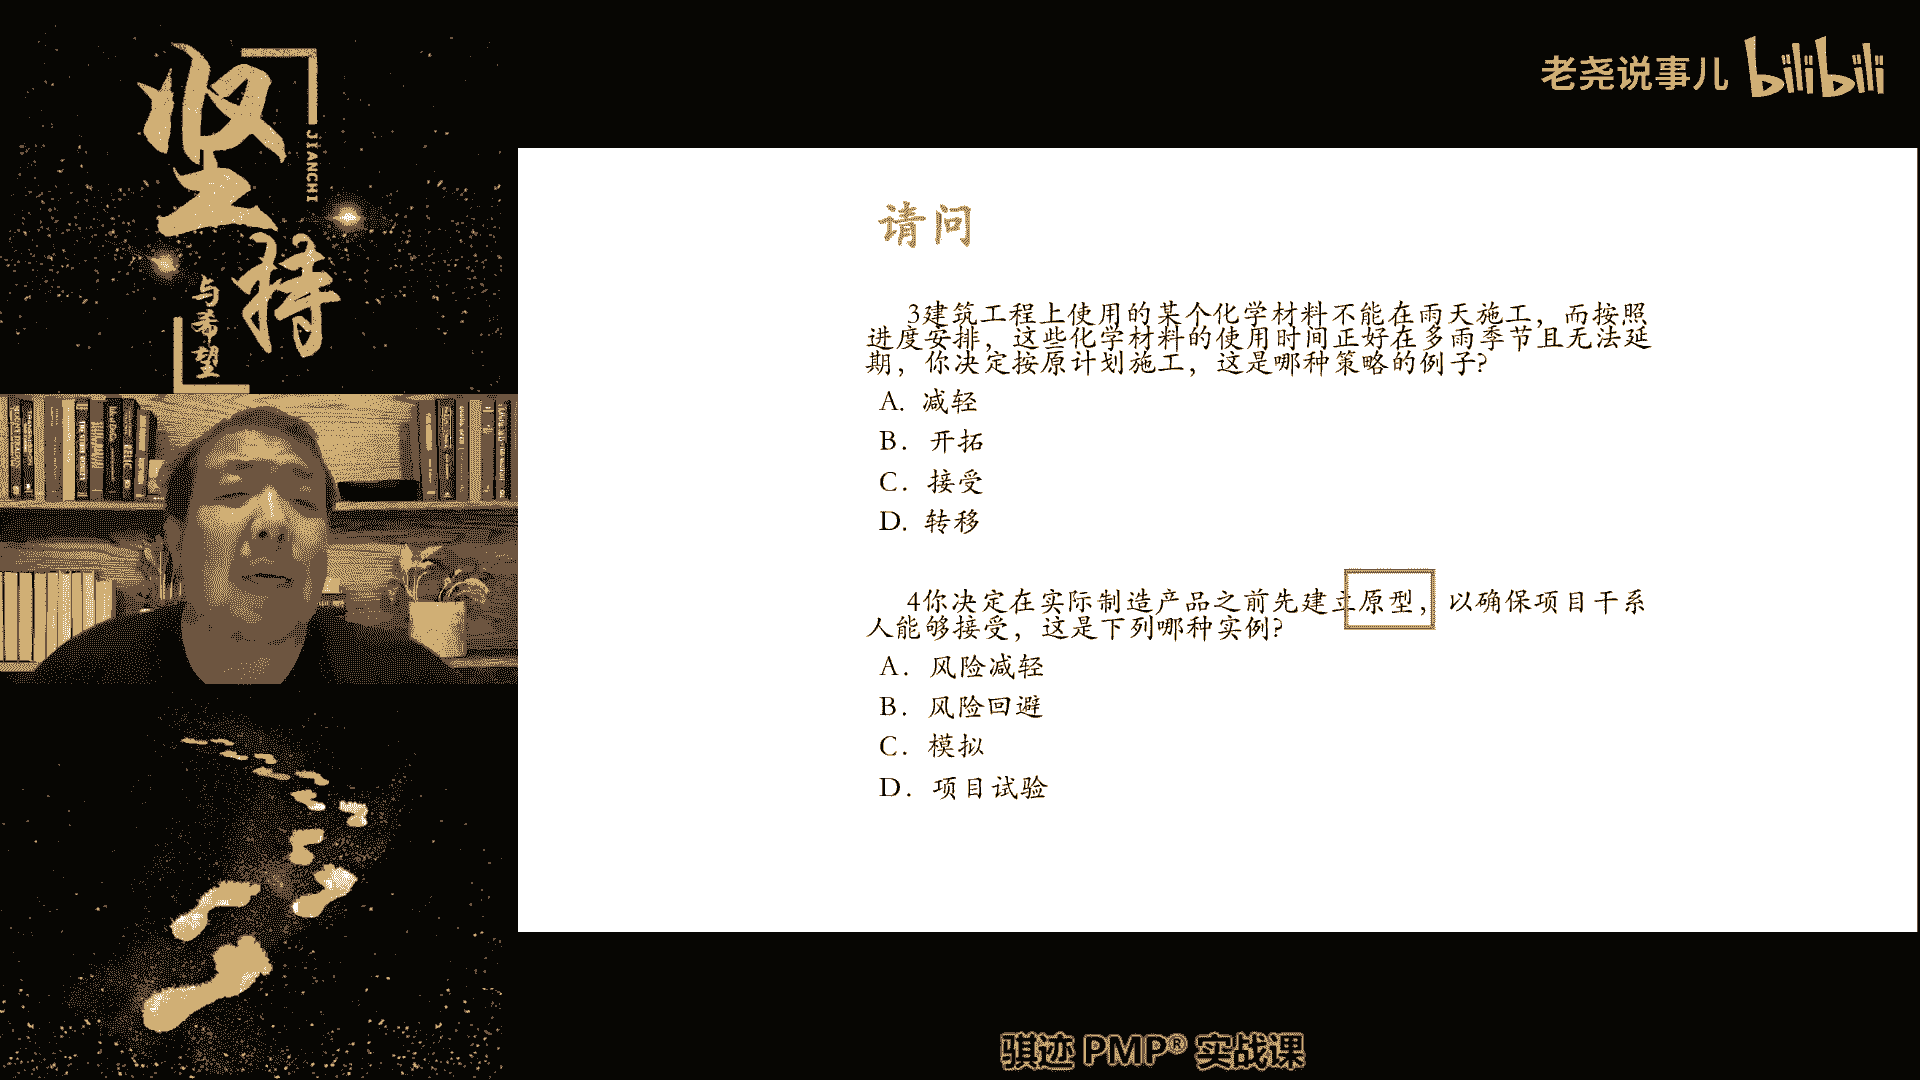 坚持
JIANCHI
与希望
老尧说事儿 bilibili
请问
3建筑工程上使用的某个化学材料不能在雨天施工，而按照
进度安排，这些化学材料的使用时间正好在多雨季节且无法延
期，你决定按原计划施工，这是哪种策略的例子?
A. 减轻
B. 开拓
C. 接受
D. 转移
4你决定在实际制造产品之前先建立原型，以确保项目干系
人能够接受，这是下列哪种实例?
A. 风险减轻
B. 风险回避
C. 模拟
D. 项目试验
骐迹 PMP® 实战课